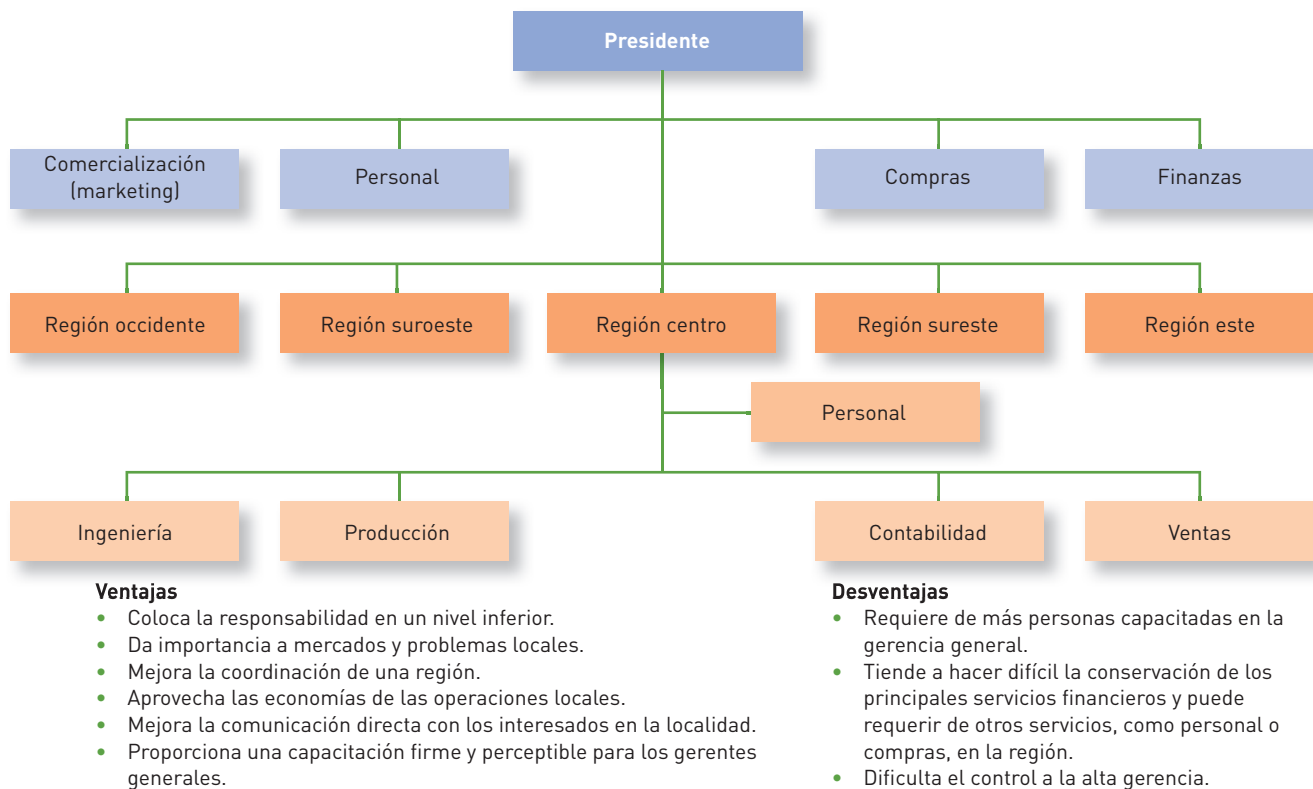 Presidente
Comercialización
(marketing)
Personal
Compras
Finanzas
Región occidente
Región suroeste
Región centro
Región sureste
Región este
Personal
Ingeniería
Producción
Contabilidad
Ventas
Ventajas
• Coloca la responsabilidad en un nivel inferior.
• Da importancia a mercados y problemas locales.
• Mejora la coordinación de una región.
• Aprovecha las economías de las operaciones locales.
• Mejora la comunicación directa con los interesados en la localidad.
• Proporciona una capacitación firme y perceptible para los gerentes
generales.
Desventajas
• Requiere de más personas capacitadas en la
gerencia general.
• Tiende a hacer difícil la conservación de los
principales servicios financieros y puede
requerir de otros servicios, como personal o
compras, en la región.
• Dificulta el control a la alta gerencia.